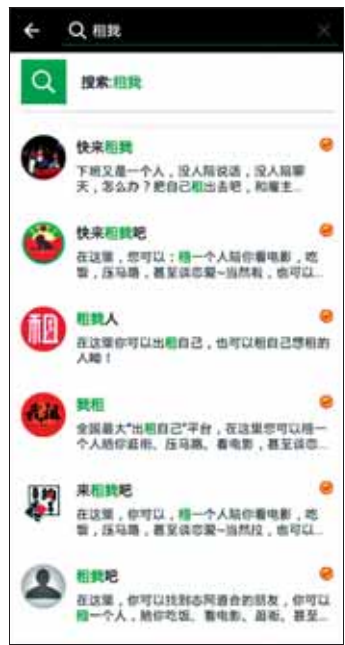 租我
搜索:租我
快来租我
下班又是一个人，没人陪说话，没人陪聊
天，怎么办？把自己租出去吧，和雇主...
快来租我吧
在这里，您可以：租一个人陪你看电影，吃
饭，压马路，甚至谈恋爱~当然啦，也可以...
租我人
在这里你可以出租自己，也可以租自己想租的
人呦！
租
我租
我租
全国最大“出租自己”平台，在这里您可以租一
个人陪你逛街、压马路、看电影，甚至谈恋...
来租我吧
在这里，你可以，租一个人陪你看电影，吃
饭，压马路，甚至谈恋爱~当然拉，也可以...
租我吧
在这里，你可以找到志同道合的朋友，你可以
租一个人，陪你吃饭、看电影、逛街、甚至...